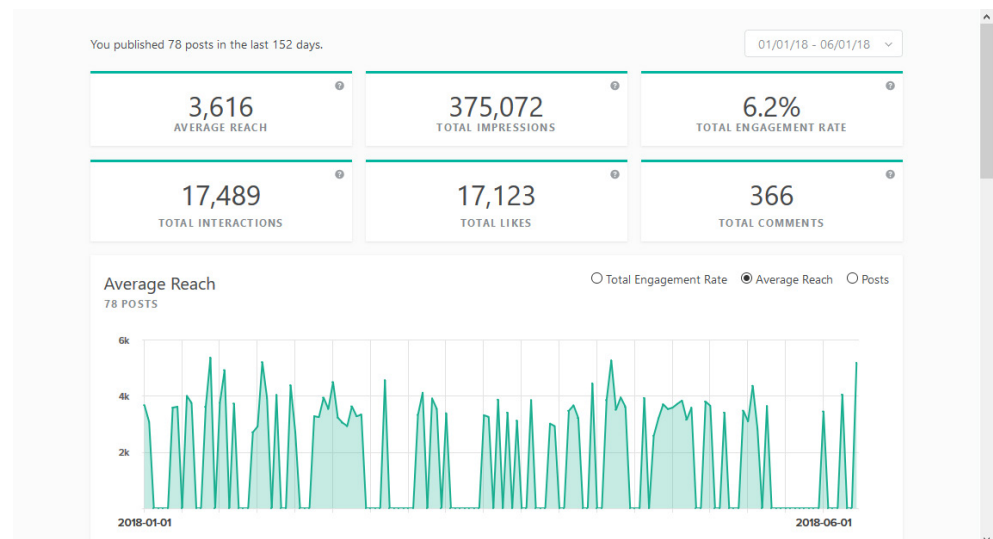 You published 78 posts in the last 152 days.
01/01/18 - 06/01/18
3,616
AVERAGE REACH
375,072
TOTAL IMPRESSIONS
6.2%
TOTAL ENGAGEMENT RATE
17,489
TOTAL INTERACTIONS
17,123
TOTAL LIKES
366
TOTAL COMMENTS
Average Reach
78 POSTS
Total Engagement Rate
Average Reach
Posts
6k
4k
2k
2018-01-01
2018-06-01